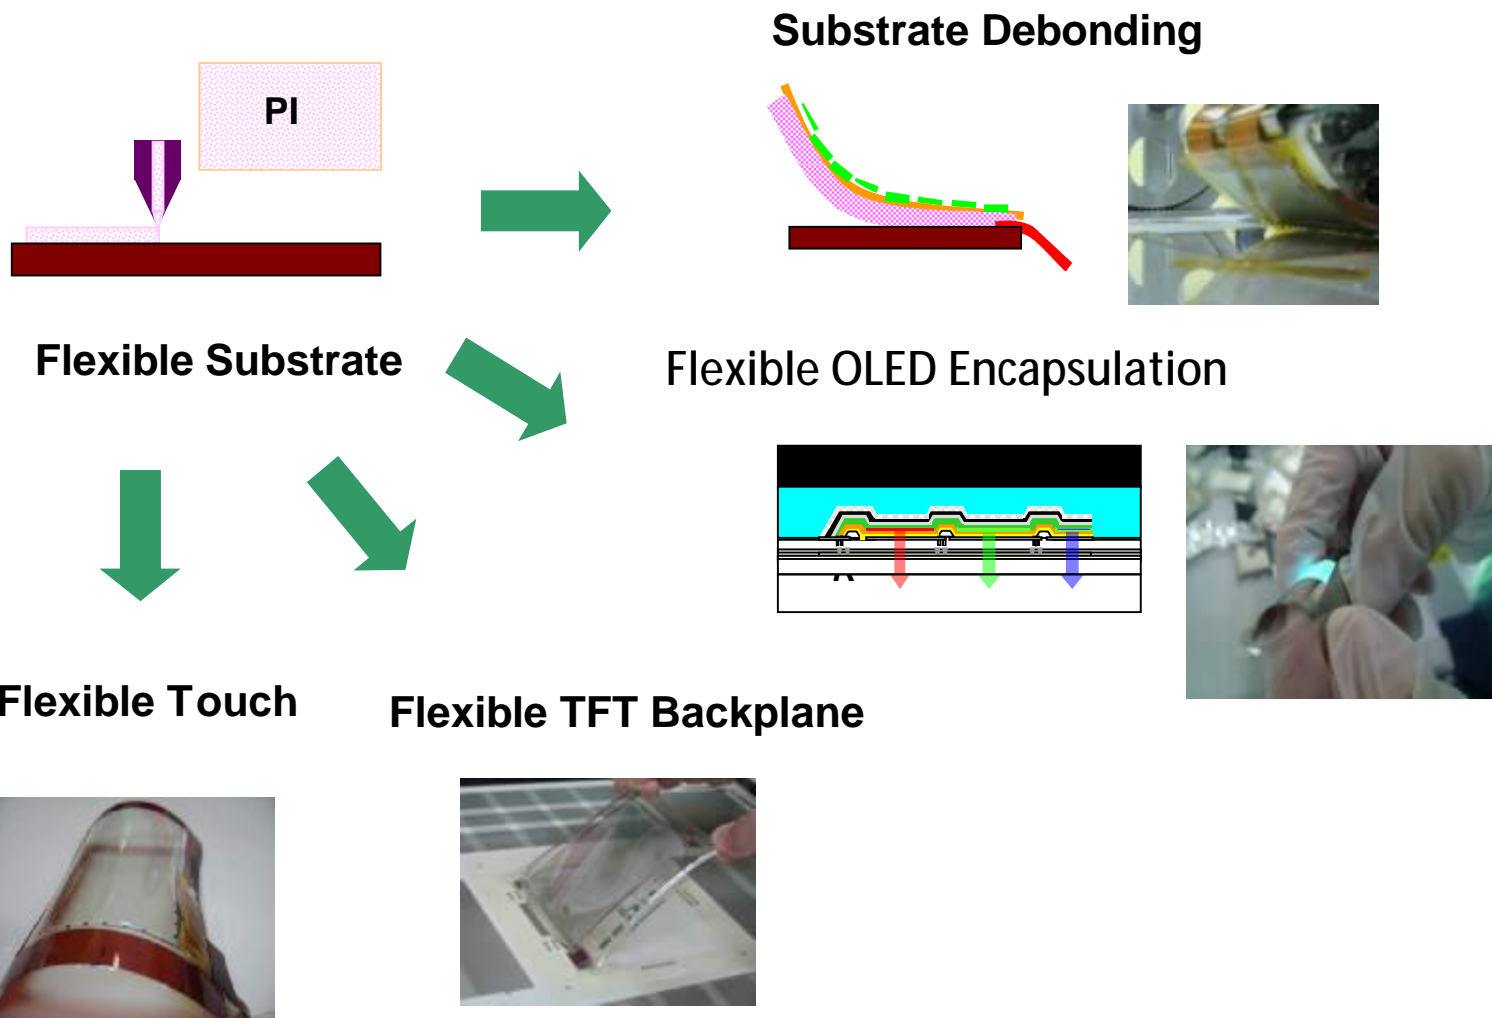 Substrate Debonding
PI
Flexible Substrate
Flexible OLED Encapsulation
Flexible Touch
Flexible TFT Backplane